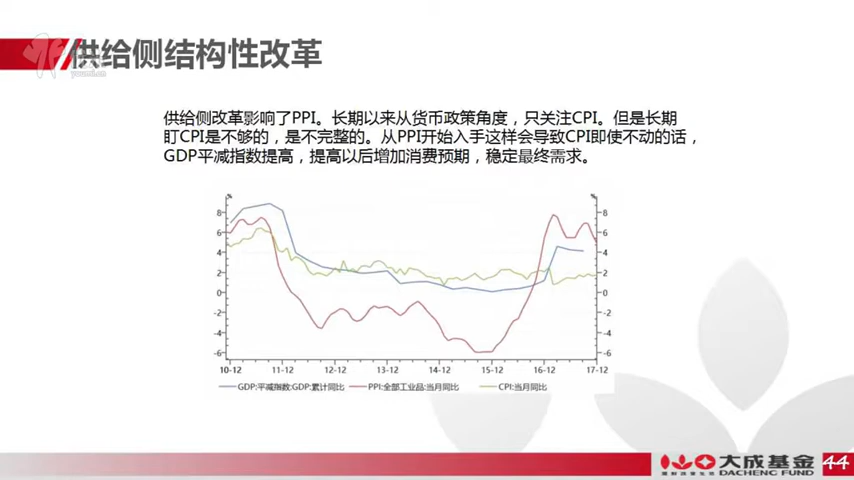 供给侧结构性改革
youmi.cn
供给侧改革影响了PPI。长期以来从货币政策角度，只关注CPI。但是长期
盯CPI是不够的，是不完整的。从PPI开始入手这样会导致CPI即使不动的话，
GDP平减指数提高，提高以后增加消费预期，稳定最终需求。
% %
8 8
6 6
4 4
2 2
0 0
-2 -2
-4 -4
-6 -6
10-12 11-12 12-12 13-12 14-12 15-12 16-12 17-12
GDP:平减指数:GDP:累计同比 PPI:全部工业品:当月同比 CPI:当月同比
大成基金
DACHENG FUND
44